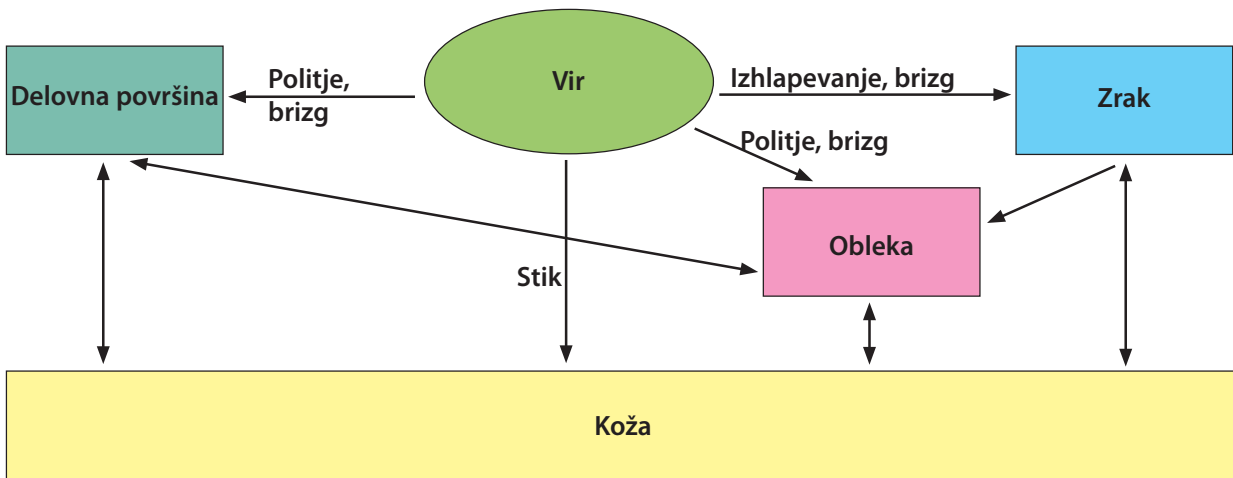 Delovna površina
Politje,
brizg
Vir
Izhlapevanje, brizg
Zrak
Politje, brizg
Obleka
Stik
Koža